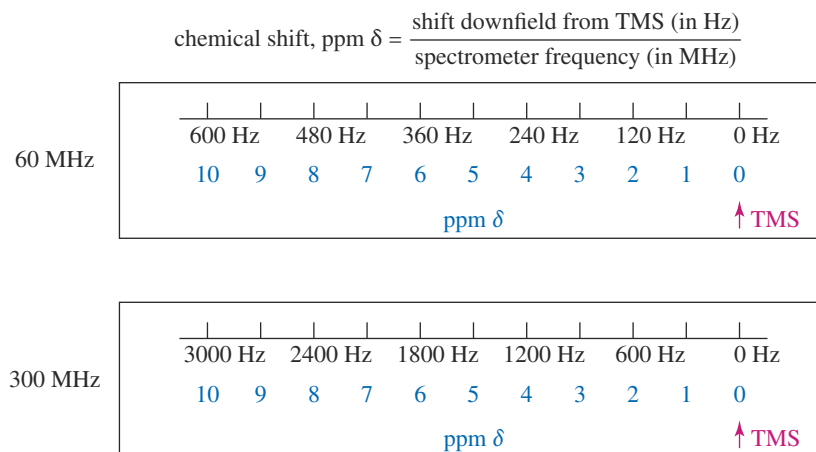 chemical shift, ppm δ = shift downfield from TMS (in Hz) / spectrometer frequency (in MHz)
60 MHz
600 Hz 480 Hz 360 Hz 240 Hz 120 Hz 0 Hz
10 9 8 7 6 5 4 3 2 1 0
ppm δ TMS
300 MHz
3000 Hz 2400 Hz 1800 Hz 1200 Hz 600 Hz 0 Hz
10 9 8 7 6 5 4 3 2 1 0
ppm δ TMS